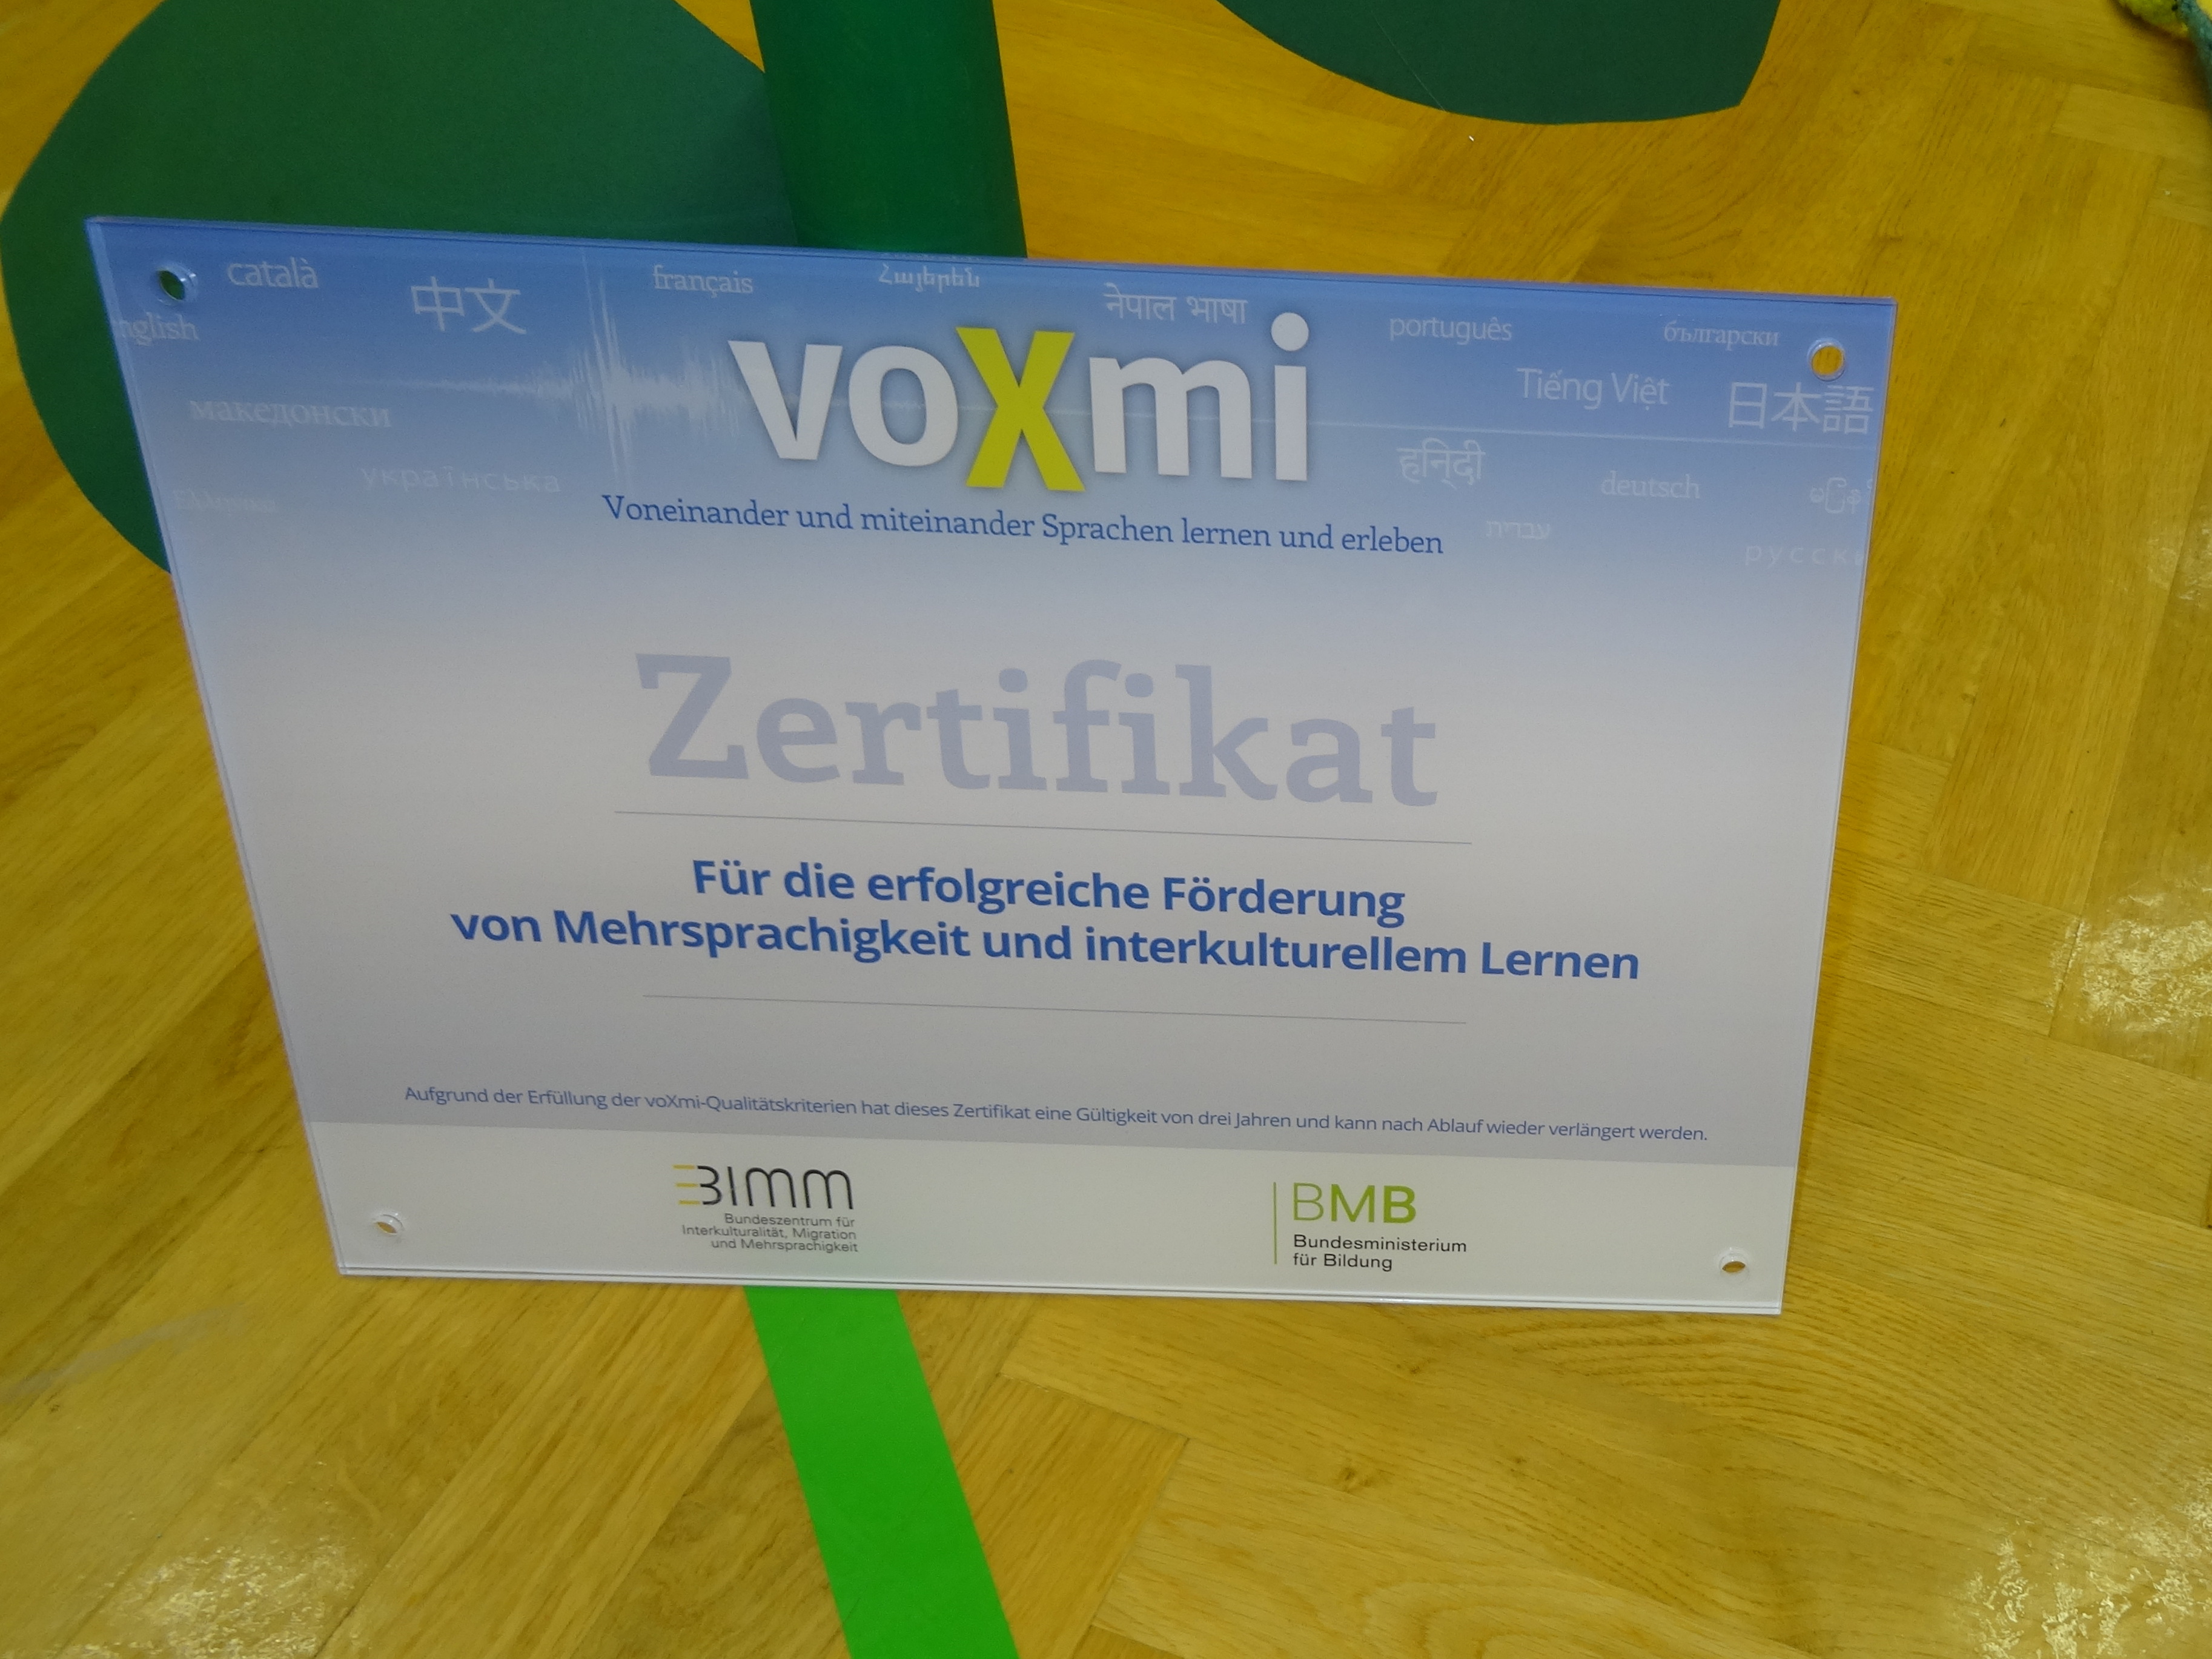 català
中文
français
Հայերեն
नेपाल भाषा
português
български
nglish
voXmi
Tiếng Việt
日本語
македонски
українська
हिन्दी
deutsch
Voneinander und miteinander Sprachen lernen und erleben
עברית
русски
Zertifikat
Für die erfolgreiche Förderung
von Mehrsprachigkeit und interkulturellem Lernen
Aufgrund der Erfüllung der voXmi-Qualitätskriterien hat dieses Zertifikat eine Gültigkeit von drei Jahren und kann nach Ablauf wieder verlängert werden.
BIMM
Bundeszentrum für
Interkulturalität, Migration
und Mehrsprachigkeit
BMB
Bundesministerium
für Bildung